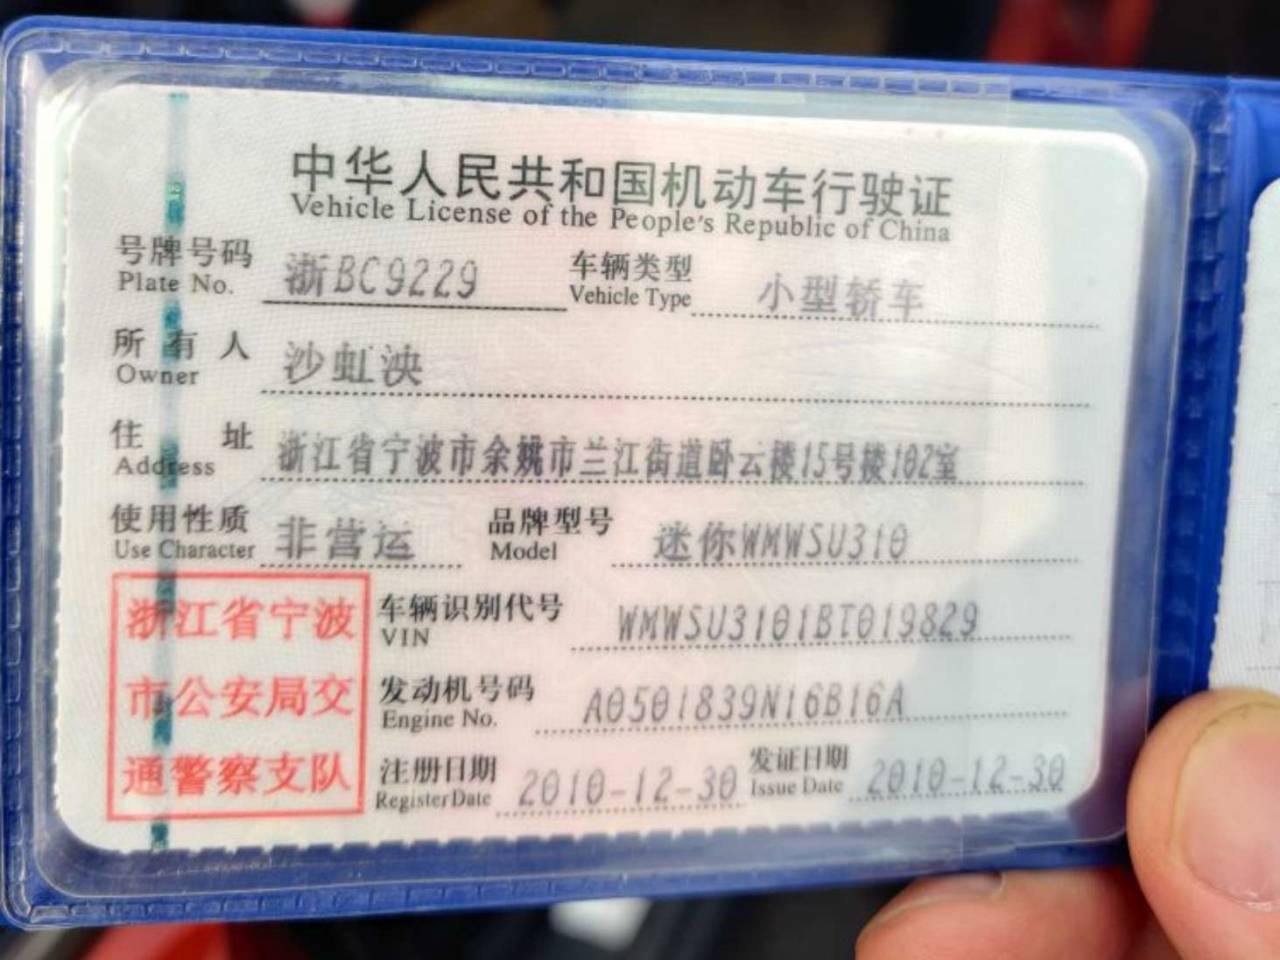 中华人民共和国机动车行驶证
Vehicle License of the People's Republic of China
号牌号码 浙BC9229 车辆类型 小型轿车
Plate No. Vehicle Type
所有人 沙虹泱
Owner
住址 浙江省宁波市余姚市兰江街道卧云楼15号楼102室
Address
使用性质 非营运 品牌型号 迷你WMWSU310
Use Character Model
浙江省宁波
市公安局交
通警察支队
车辆识别代号 WMWSU3101BT019829
VIN
发动机号码 A0501839N16B16A
Engine No.
注册日期 2010-12-30 发证日期 2010-12-30
Register Date Issue Date